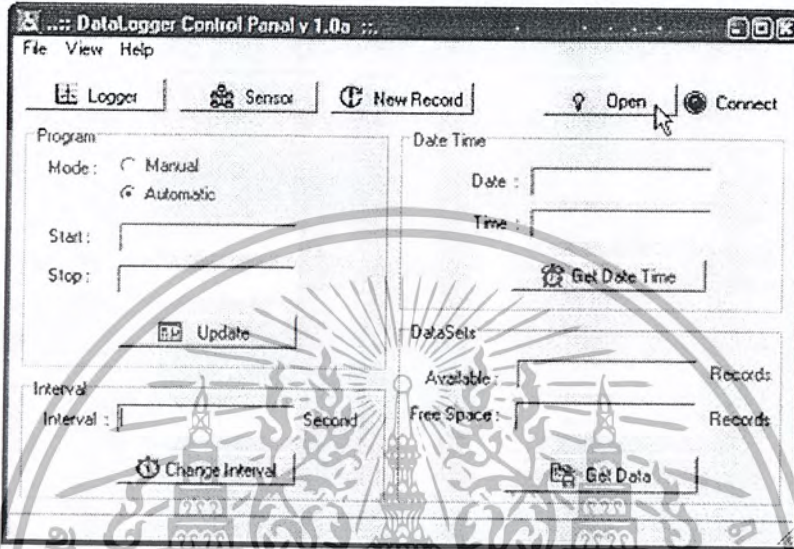 ..:: DataLogger Control Panal v 1.0a ::.
File View Help
Logger Sensor New Record Open Connect
Program
Mode : Manual
Automatic
Start :
Stop :
Update
Interval
Interval : Second
Change Interval
Date Time
Date :
Time :
Get Date Time
DataSets
Available : Records
Free Space : Records
Get Data